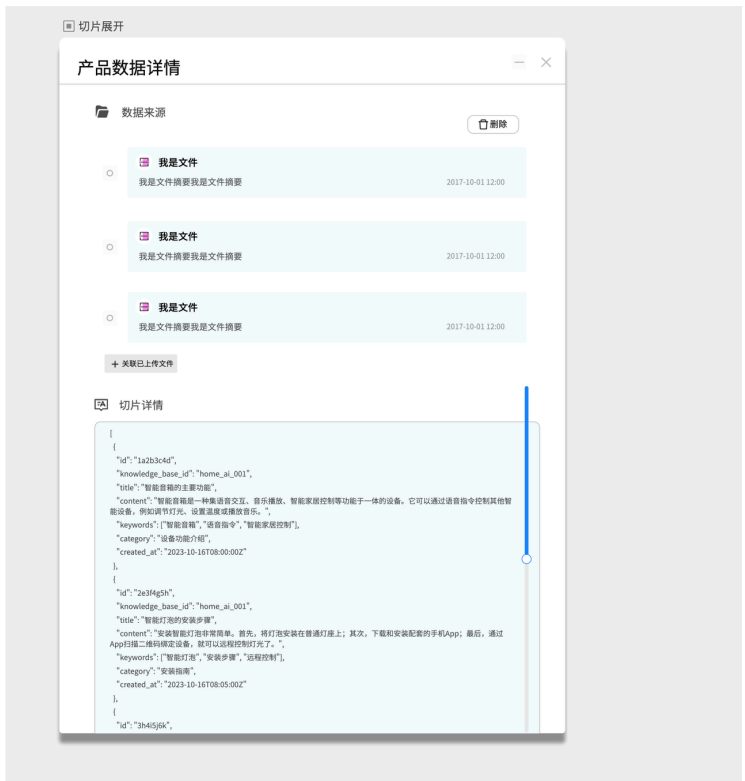 切片展开
产品数据详情
数据来源
删除
我是文件
我是文件摘要我是文件摘要
2017-10-01 12:00
我是文件
我是文件摘要我是文件摘要
2017-10-01 12:00
我是文件
我是文件摘要我是文件摘要
2017-10-01 12:00
+ 关联已上传文件
切片详情
[
{
"id": "1a2b3c4d",
"knowledge_base_id": "home_ai_001",
"title": "智能音箱的主要功能",
"content": "智能音箱是一种集语音交互、音乐播放、智能家居控制等功能于一体的设备。它可以通过语音指令控制其他智
能设备，例如调节灯光、设置温度或播放音乐。",
"keywords": ["智能音箱", "语音指令", "智能家居控制"],
"category": "设备功能介绍",
"created_at": "2023-10-16T08:00:00Z"
},
{
"id": "2e3f4g5h",
"knowledge_base_id": "home_ai_001",
"title": "智能灯泡的安装步骤",
"content": "安装智能灯泡非常简单。首先，将灯泡安装在普通灯座上；其次，下载和安装配套的手机App；最后，通过
App扫描二维码绑定设备，就可以远程控制灯光了。",
"keywords": ["智能灯泡", "安装步骤", "远程控制"],
"category": "安装指南",
"created_at": "2023-10-16T08:05:00Z"
},
{
"id": "3h4i5j6k",